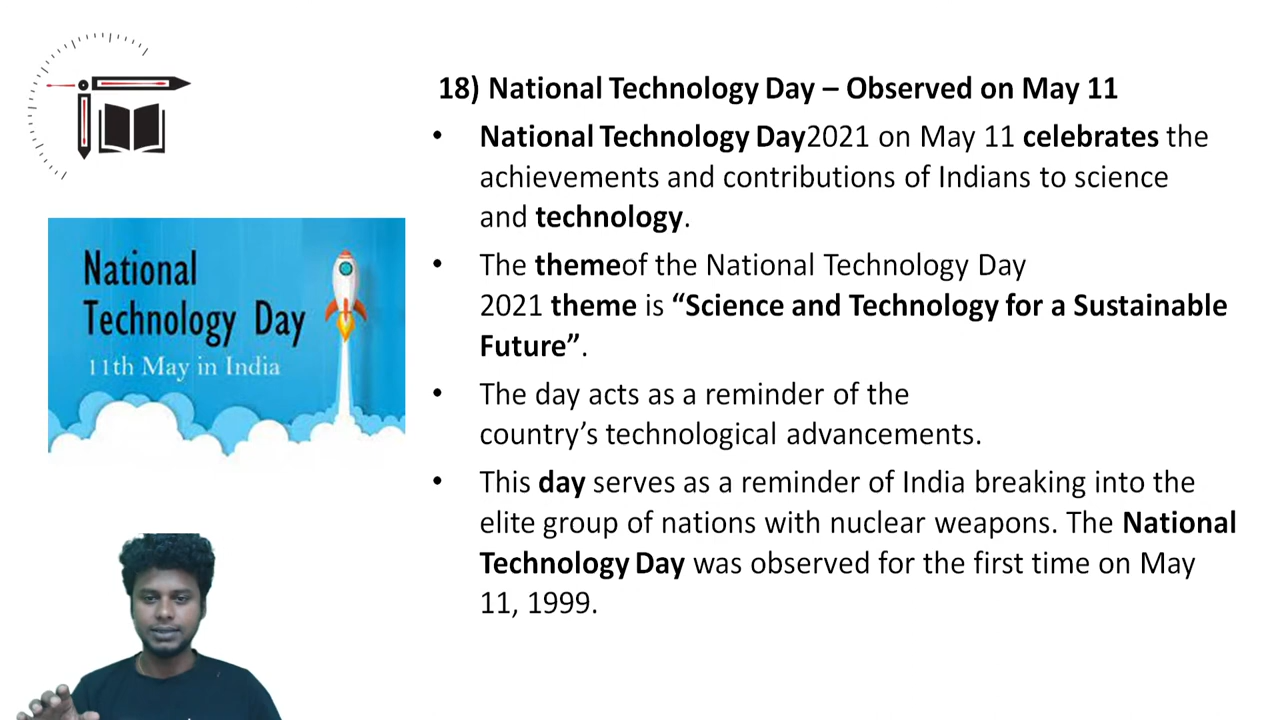 18) National Technology Day – Observed on May 11
• National Technology Day2021 on May 11 celebrates the
achievements and contributions of Indians to science
and technology.
• The themeof the National Technology Day
2021 theme is “Science and Technology for a Sustainable
Future”.
• The day acts as a reminder of the
country’s technological advancements.
• This day serves as a reminder of India breaking into the
elite group of nations with nuclear weapons. The National
Technology Day was observed for the first time on May
11, 1999.
National
Technology Day
11th May in India